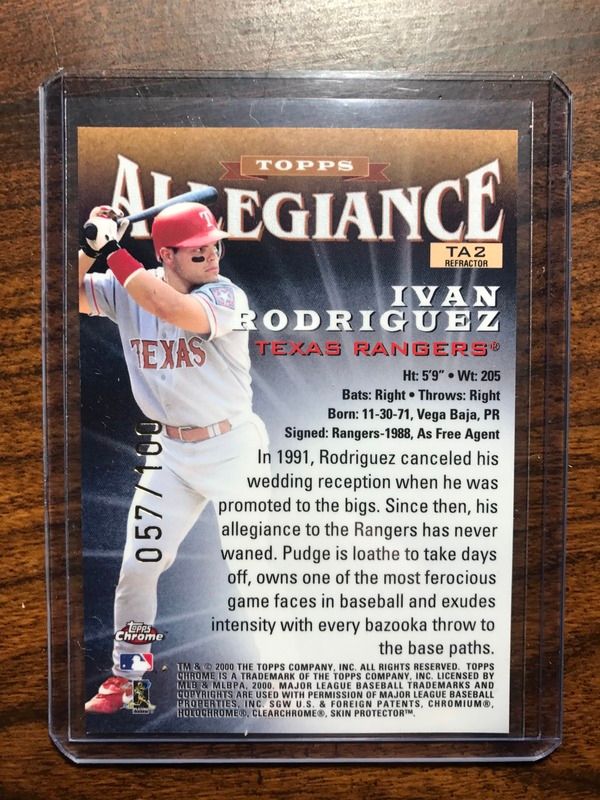 TOPPS
ALLEGIANCE
TA2
REFRACTOR
IVAN
RODRIGUEZ
TEXAS RANGERS®
Ht: 5'9" • Wt: 205
Bats: Right • Throws: Right
Born: 11-30-71, Vega Baja, PR
Signed: Rangers-1988, As Free Agent
In 1991, Rodriguez canceled his
wedding reception when he was
promoted to the bigs. Since then, his
allegiance to the Rangers has never
waned. Pudge is loathe to take days
off, owns one of the most ferocious
game faces in baseball and exudes
intensity with every bazooka throw to
the base paths.
T
TEXAS
057/100
Topps
Chrome
TM & © 2000 THE TOPPS COMPANY, INC. ALL RIGHTS RESERVED. TOPPS
CHROME IS A TRADEMARK OF THE TOPPS COMPANY, INC. LICENSED BY
MLB & MLBPA, 2000. MAJOR LEAGUE BASEBALL TRADEMARKS AND
COPYRIGHTS ARE USED WITH PERMISSION OF MAJOR LEAGUE BASEBALL
PROPERTIES, INC. SGW U.S. & FOREIGN PATENTS, CHROMIUM®,
HOLOCHROME®, CLEARCHROME®, SKIN PROTECTOR™.